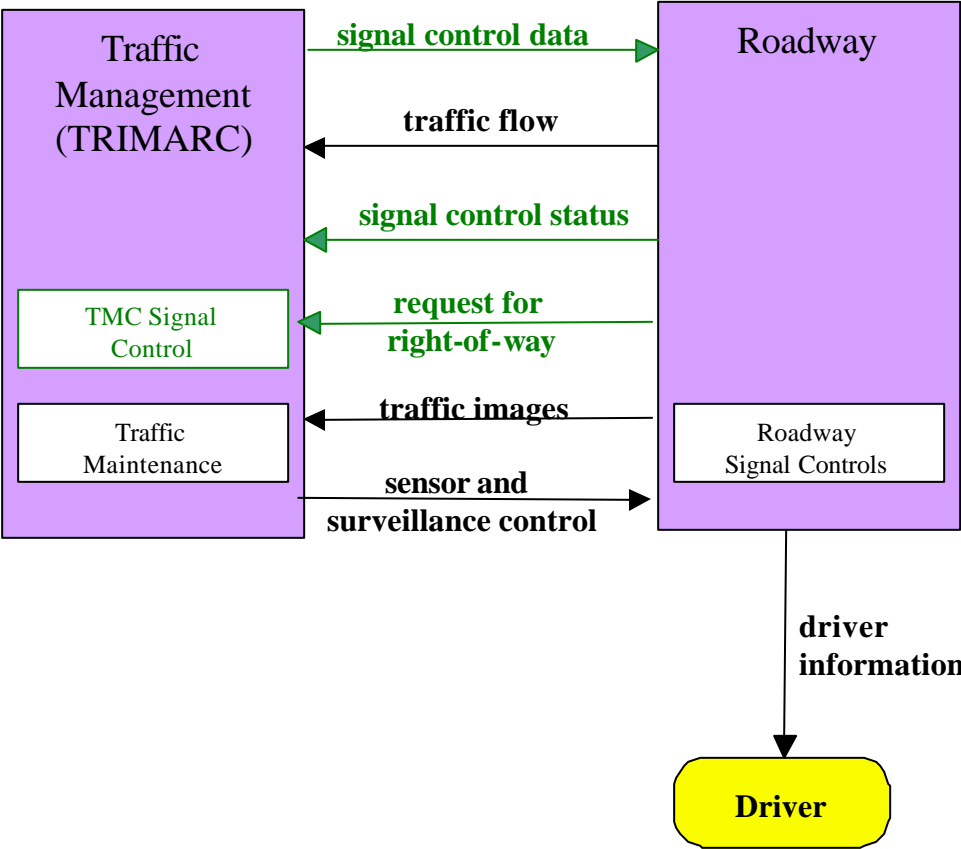 Traffic
Management
(TRIMARC)
signal control data
Roadway
traffic flow
signal control status
TMC Signal
Control
request for
right-of-way
traffic images
Traffic
Maintenance
Roadway
Signal Controls
sensor and
surveillance control
driver
information
Driver